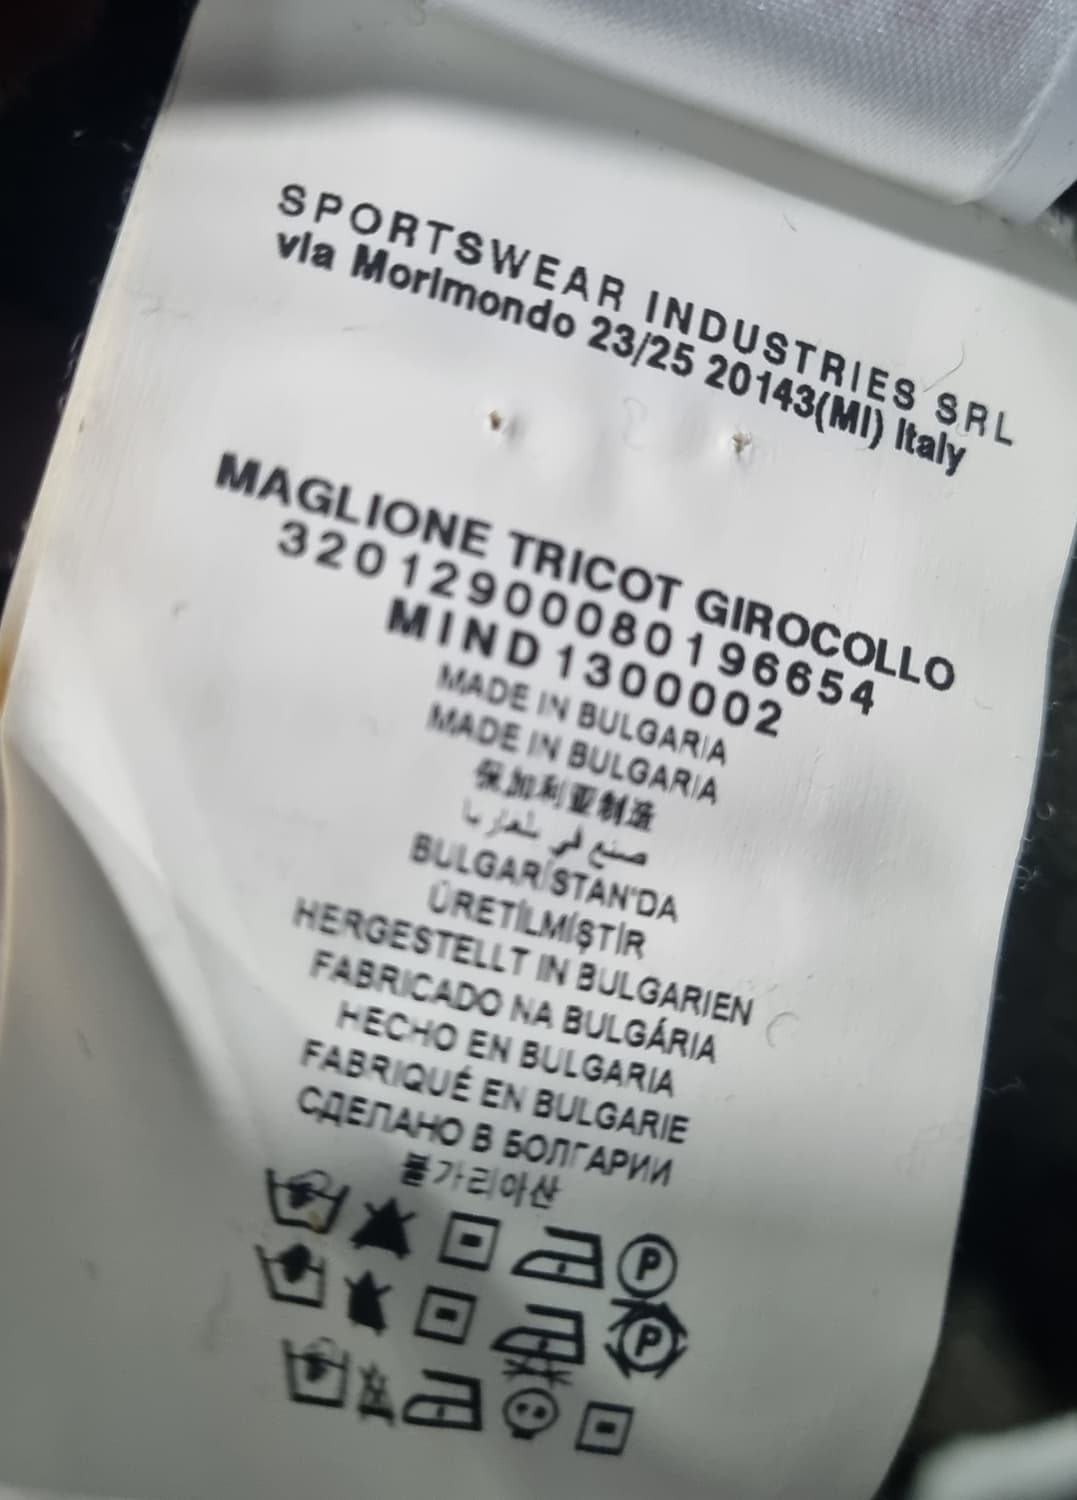 SPORTSWEAR INDUSTRIES SRL
via Morimondo 23/25 20143(MI) Italy
MAGLIONE TRICOT GIROCOLLO
3201290080196654
MIND1300002
MADE IN BULGARIA
MADE IN BULGARIA
保加利亚制造
صنع في بلغاريا
BULGARİSTAN'DA
ÜRETİLMİŞTİR
HERGESTELLT IN BULGARIEN
FABRICADO NA BULGÁRIA
HECHO EN BULGARIA
FABRIQUÉ EN BULGARIE
СДЕЛАНО В БОЛГАРИИ
불가리아산
P
P